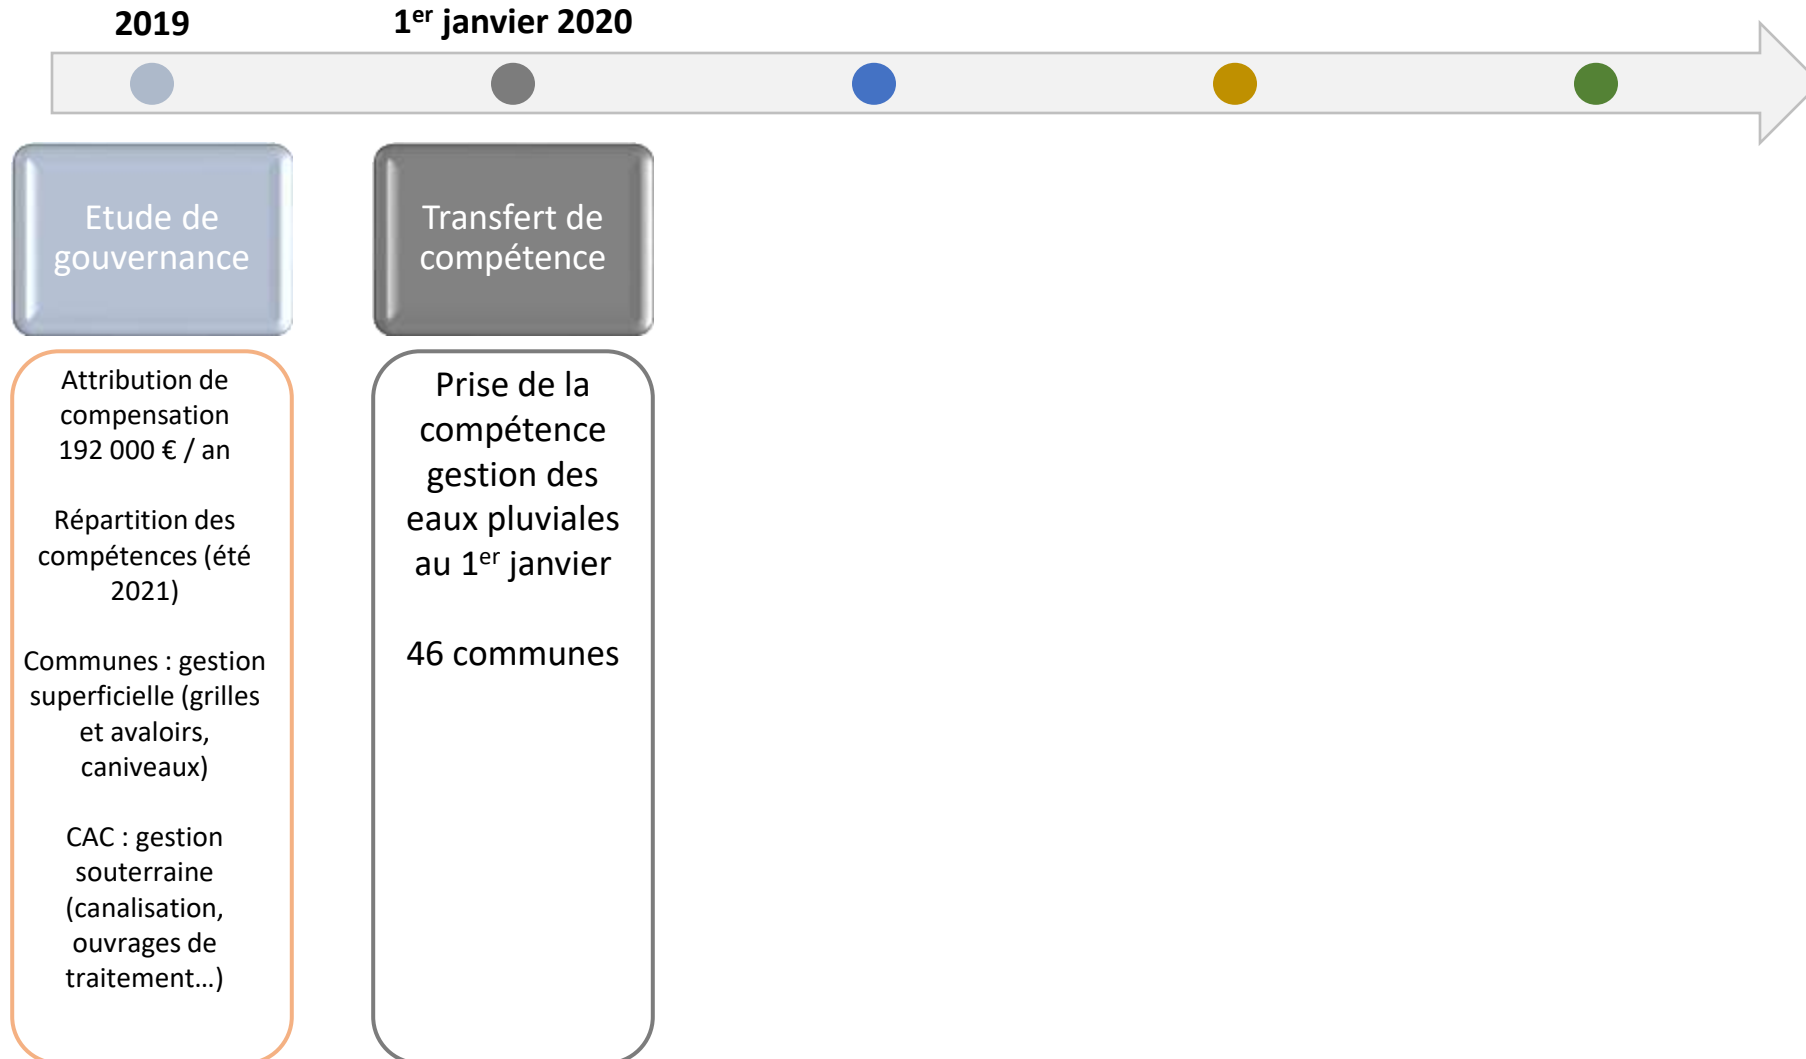 2019
1er janvier 2020
Etude de
gouvernance
Transfert de
compétence
Attribution de
compensation
192 000 € / an
Répartition des
compétences (été
2021)
Communes : gestion
superficielle (grilles
et avaloirs,
caniveaux)
CAC : gestion
souterraine
(canalisation,
ouvrages de
traitement…)
Prise de la
compétence
gestion des
eaux pluviales
au 1er janvier
46 communes